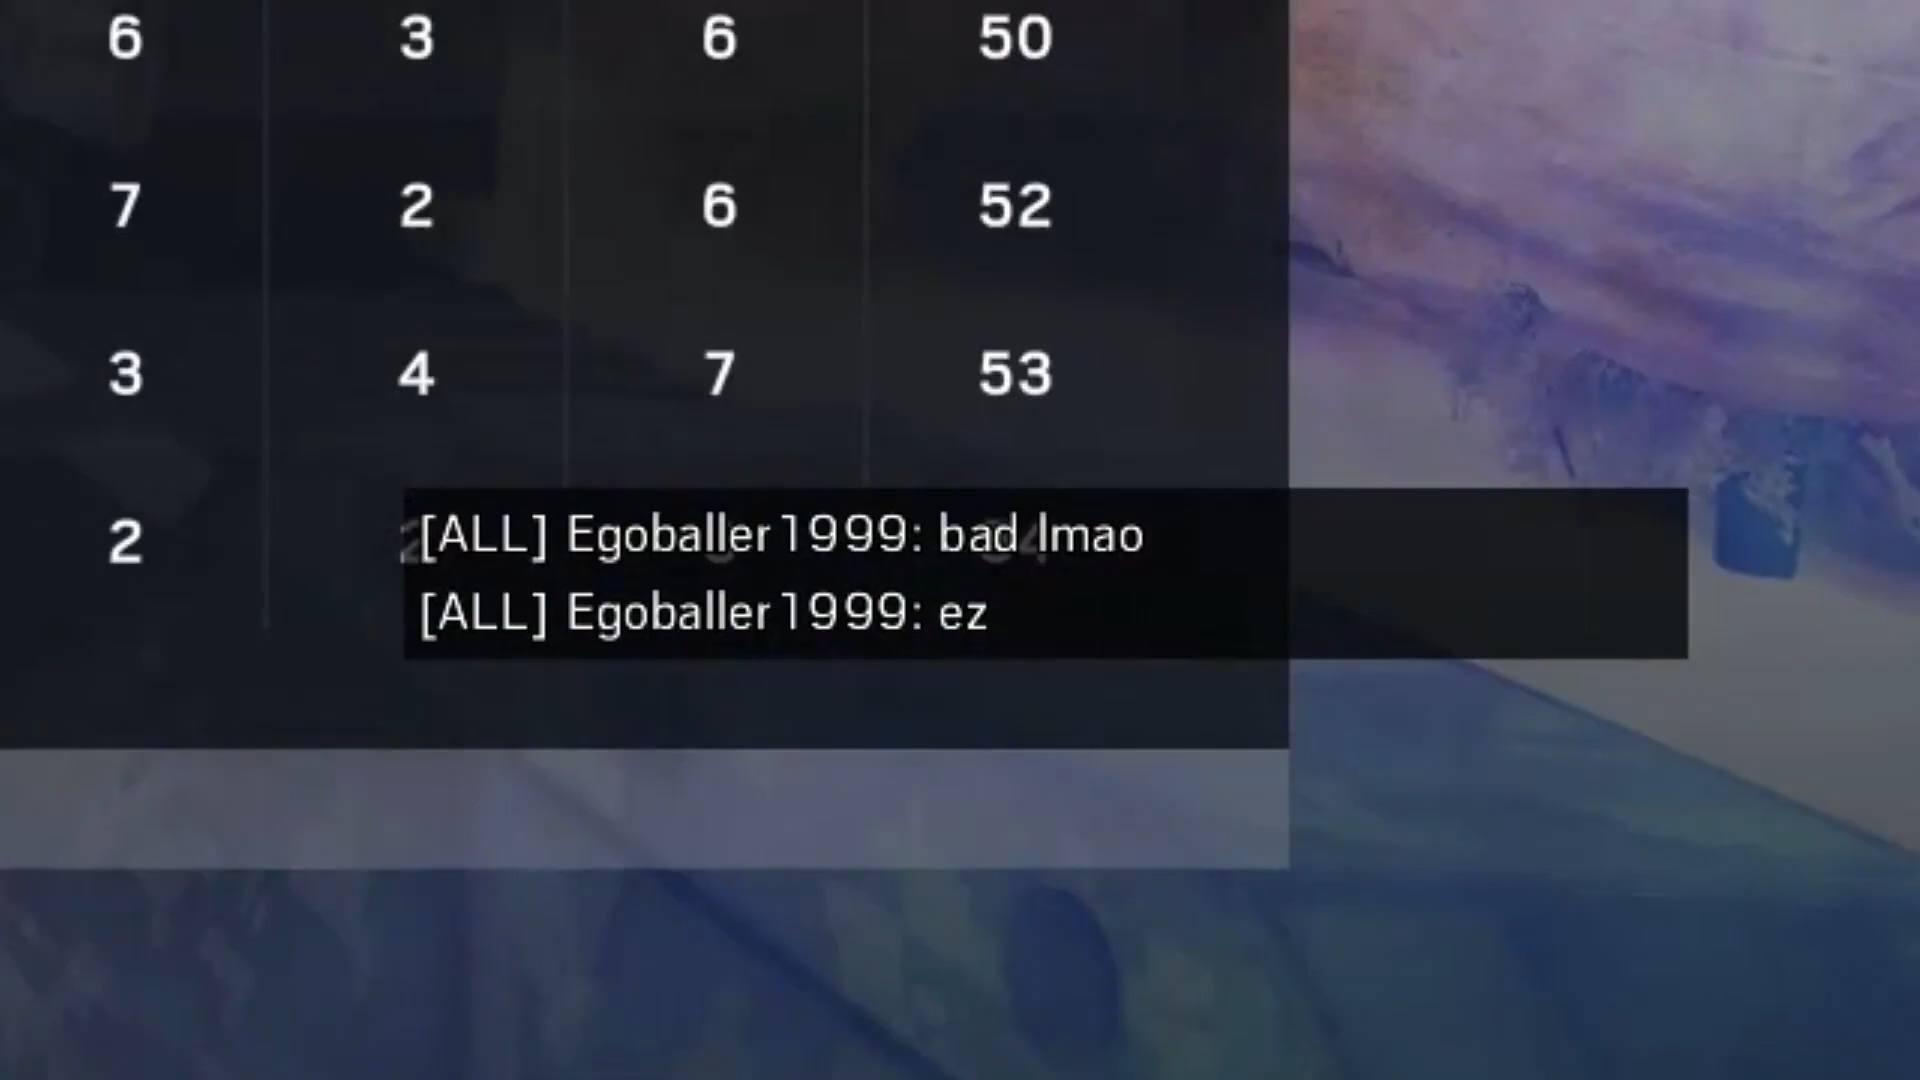 6 3 6 50
7 2 6 52
3 4 7 53
2
[ALL] Egoballer1999: bad lmao
[ALL] Egoballer1999: ez